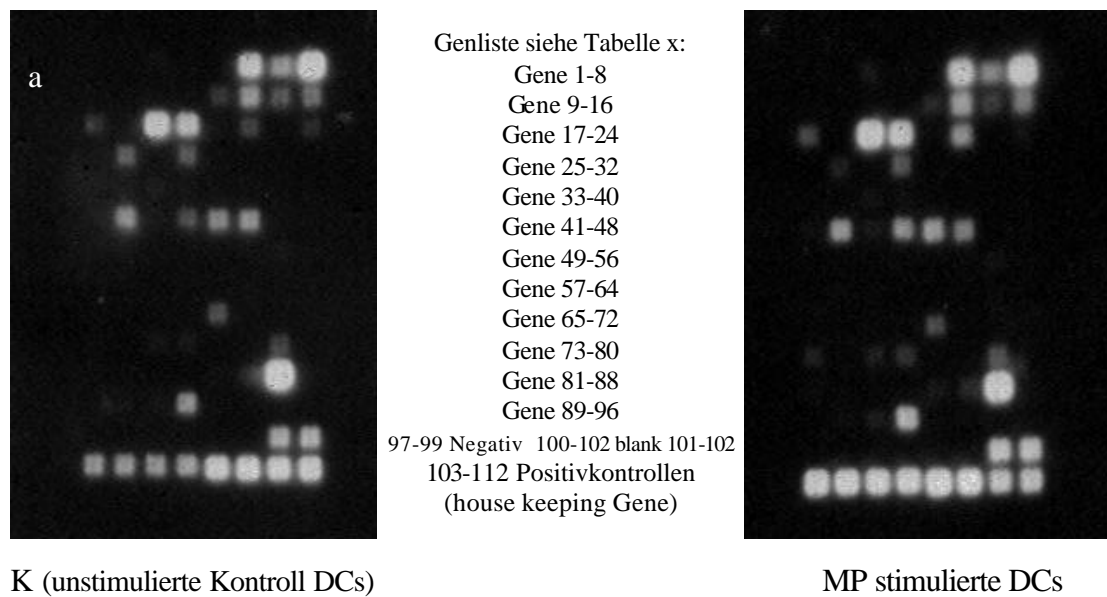 a
Genliste siehe Tabelle x:
Gene 1-8
Gene 9-16
Gene 17-24
Gene 25-32
Gene 33-40
Gene 41-48
Gene 49-56
Gene 57-64
Gene 65-72
Gene 73-80
Gene 81-88
Gene 89-96
97-99 Negativ 100-102 blank 101-102
103-112 Positivkontrollen
(house keeping Gene)
K (unstimulierte Kontroll DCs)
MP stimulierte DCs